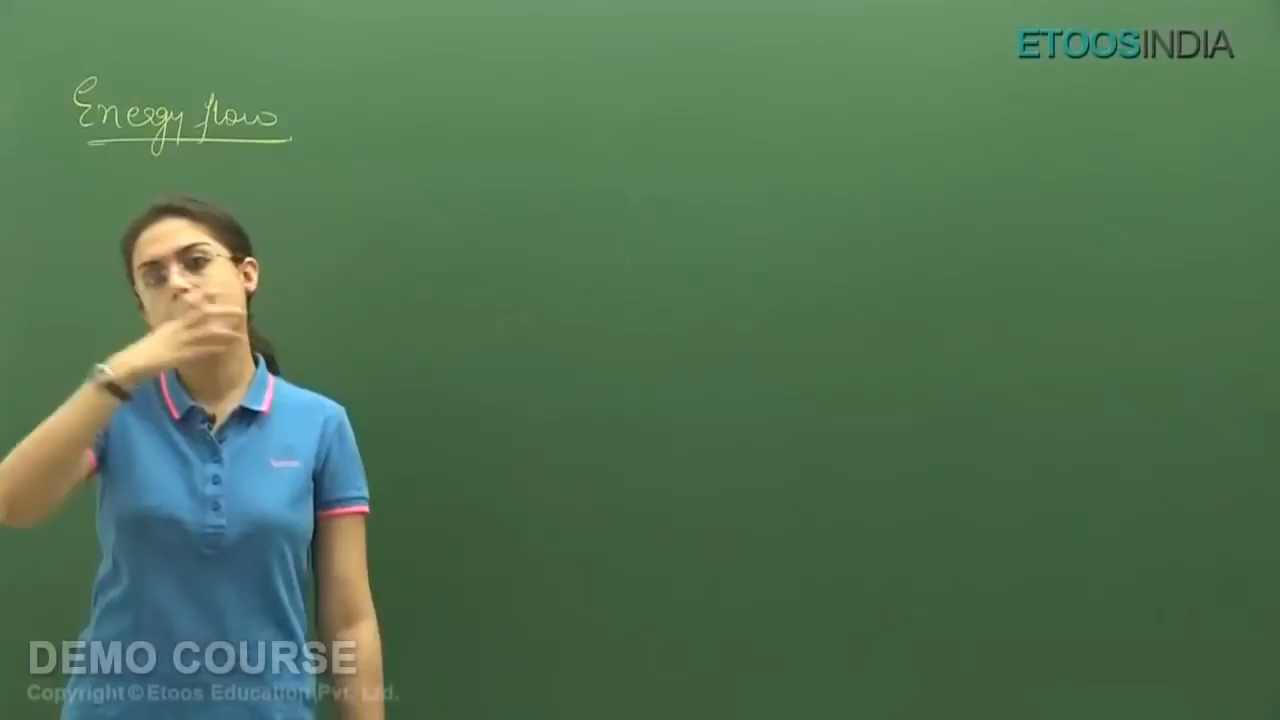 ETOOSINDIA
Energy flow
DEMO COURSE
Copyright © Etoos Education Pvt. Ltd.